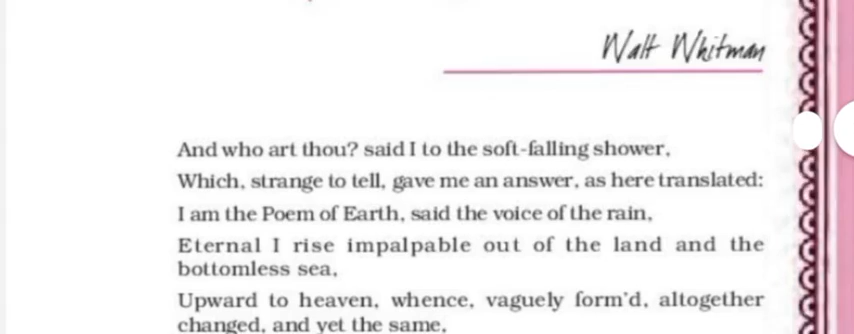 Walt Whitman
And who art thou? said I to the soft-falling shower,
Which, strange to tell, gave me an answer, as here translated:
I am the Poem of Earth, said the voice of the rain,
Eternal I rise impalpable out of the land and the
bottomless sea,
Upward to heaven, whence, vaguely form'd, altogether
changed, and yet the same,